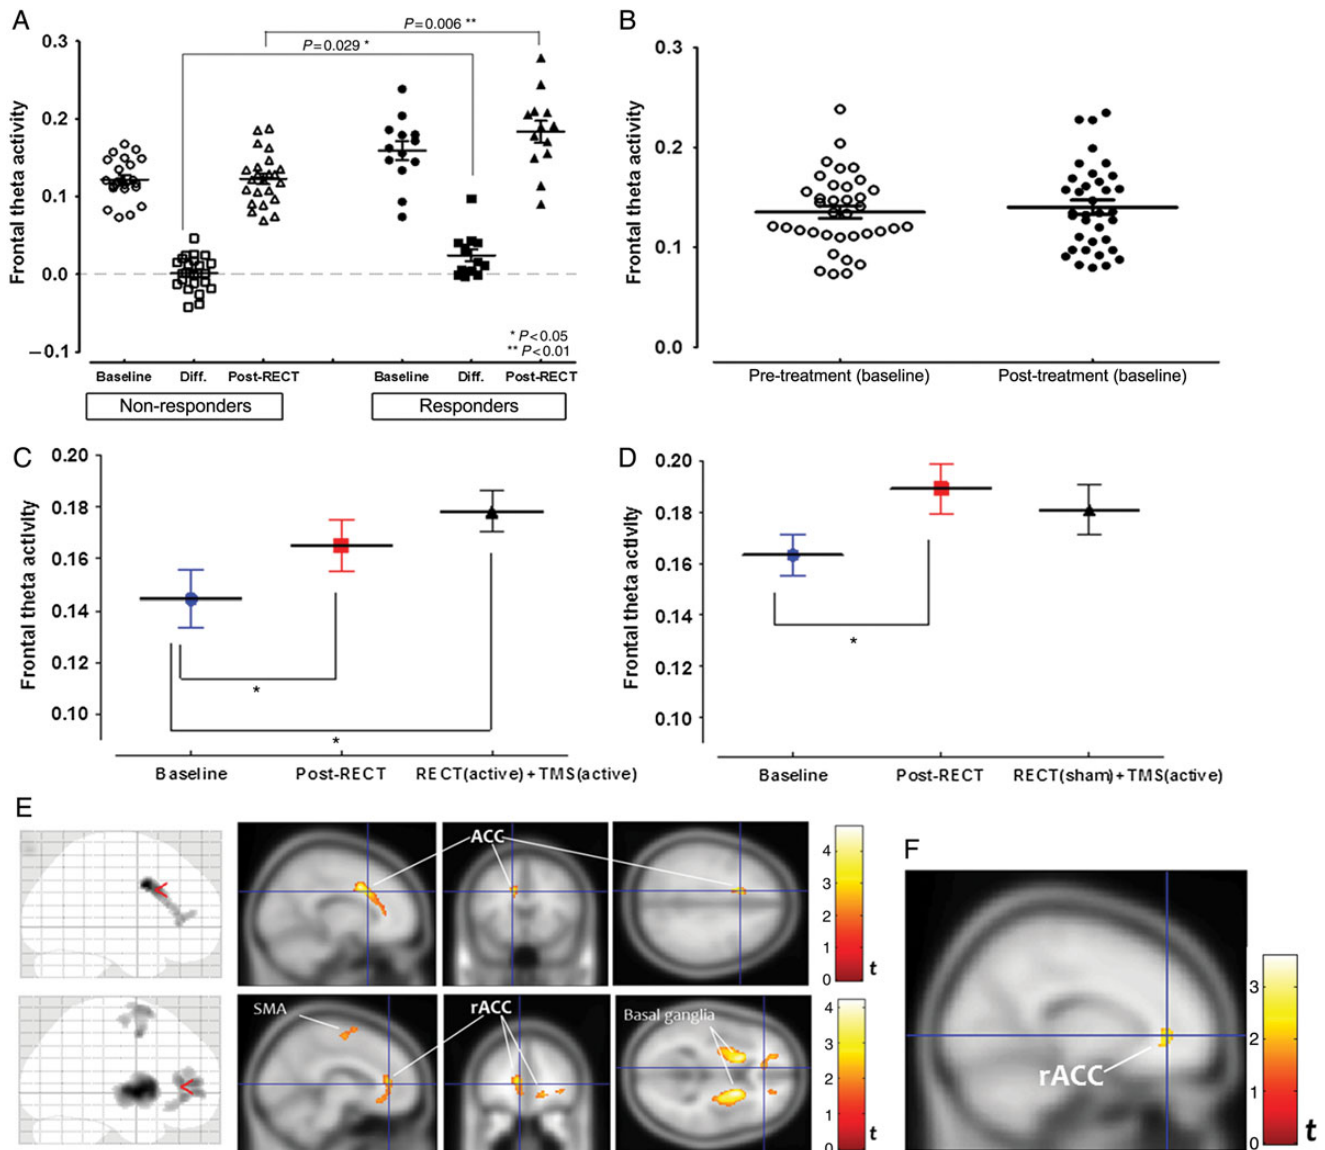 A
P=0.006 **
P=0.029 *
Frontal theta activity
0.3
0.2
0.1
0.0
−0.1
* P<0.05
** P<0.01
Baseline Diff. Post-RECT Baseline Diff. Post-RECT
Non-responders Responders
B
Frontal theta activity
0.3
0.2
0.1
0.0
Pre-treatment (baseline) Post-treatment (baseline)
C
Frontal theta activity
0.20
0.18
0.16
0.14
0.12
0.10
*
*
Baseline Post-RECT RECT(active)+TMS(active)
D
Frontal theta activity
0.20
0.18
0.16
0.14
0.12
0.10
*
Baseline Post-RECT RECT(sham)+TMS(active)
E
ACC
4
3
2
1
0
t
SMA
rACC
Basal ganglia
4
3
2
1
0
t
F
rACC
3
2
1
0
t